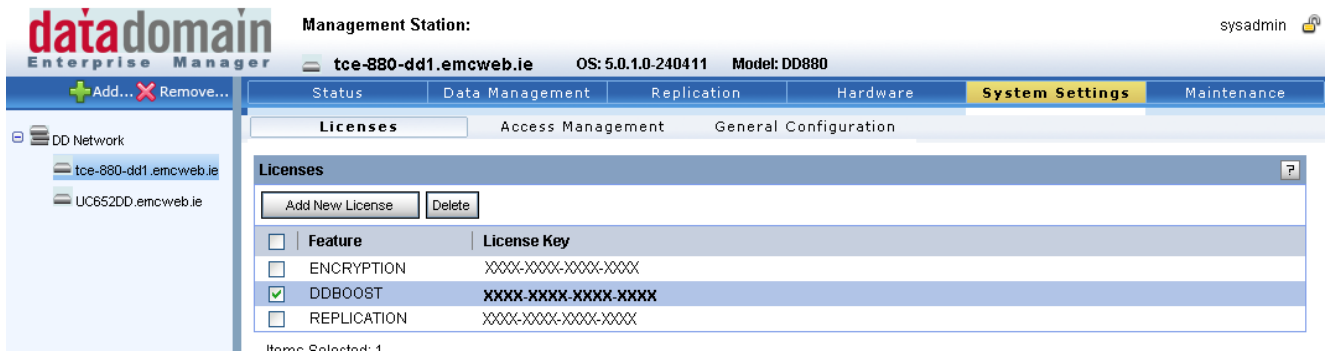 datadomain
Enterprise Manager
Management Station:
sysadmin
tce-880-dd1.emcweb.ie OS: 5.0.1.0-240411 Model: DD880
Add... Remove...
Status Data Management Replication Hardware System Settings Maintenance
Licenses Access Management General Configuration
DD Network
tce-880-dd1.emcweb.ie
UC652DD.emcweb.ie
Licenses ?
Add New License Delete
Feature License Key
ENCRYPTION XXXX-XXXX-XXXX-XXXX
DDBOOST XXXX-XXXX-XXXX-XXXX
REPLICATION XXXX-XXXX-XXXX-XXXX
Items Selected: 1